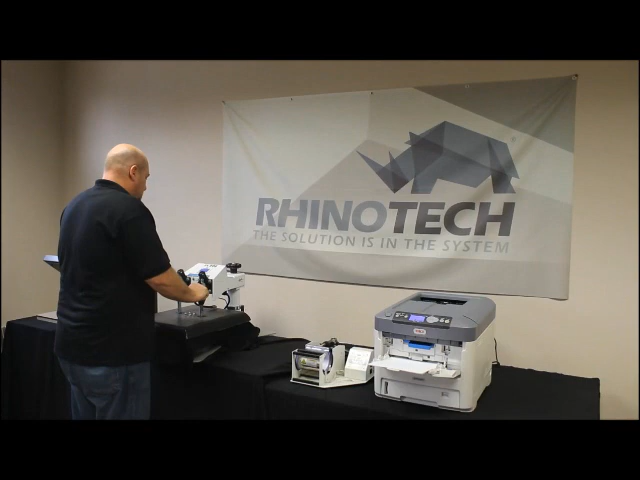 RHINOTECH
THE SOLUTION IS IN THE SYSTEM